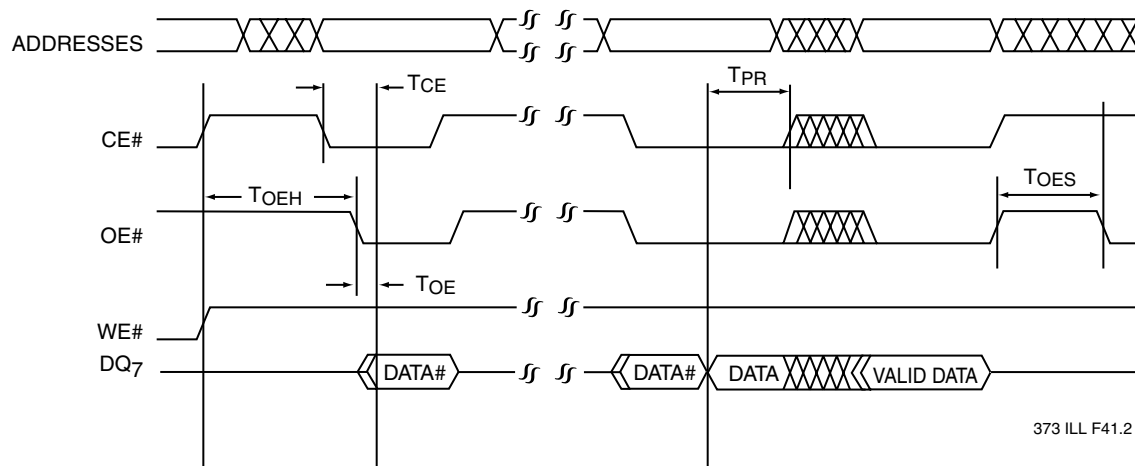 ADDRESSES
TCE
TPR
CE#
TOEH
TOES
OE#
TOE
WE#
DQ7
DATA#
DATA#
DATA
VALID DATA
373 ILL F41.2